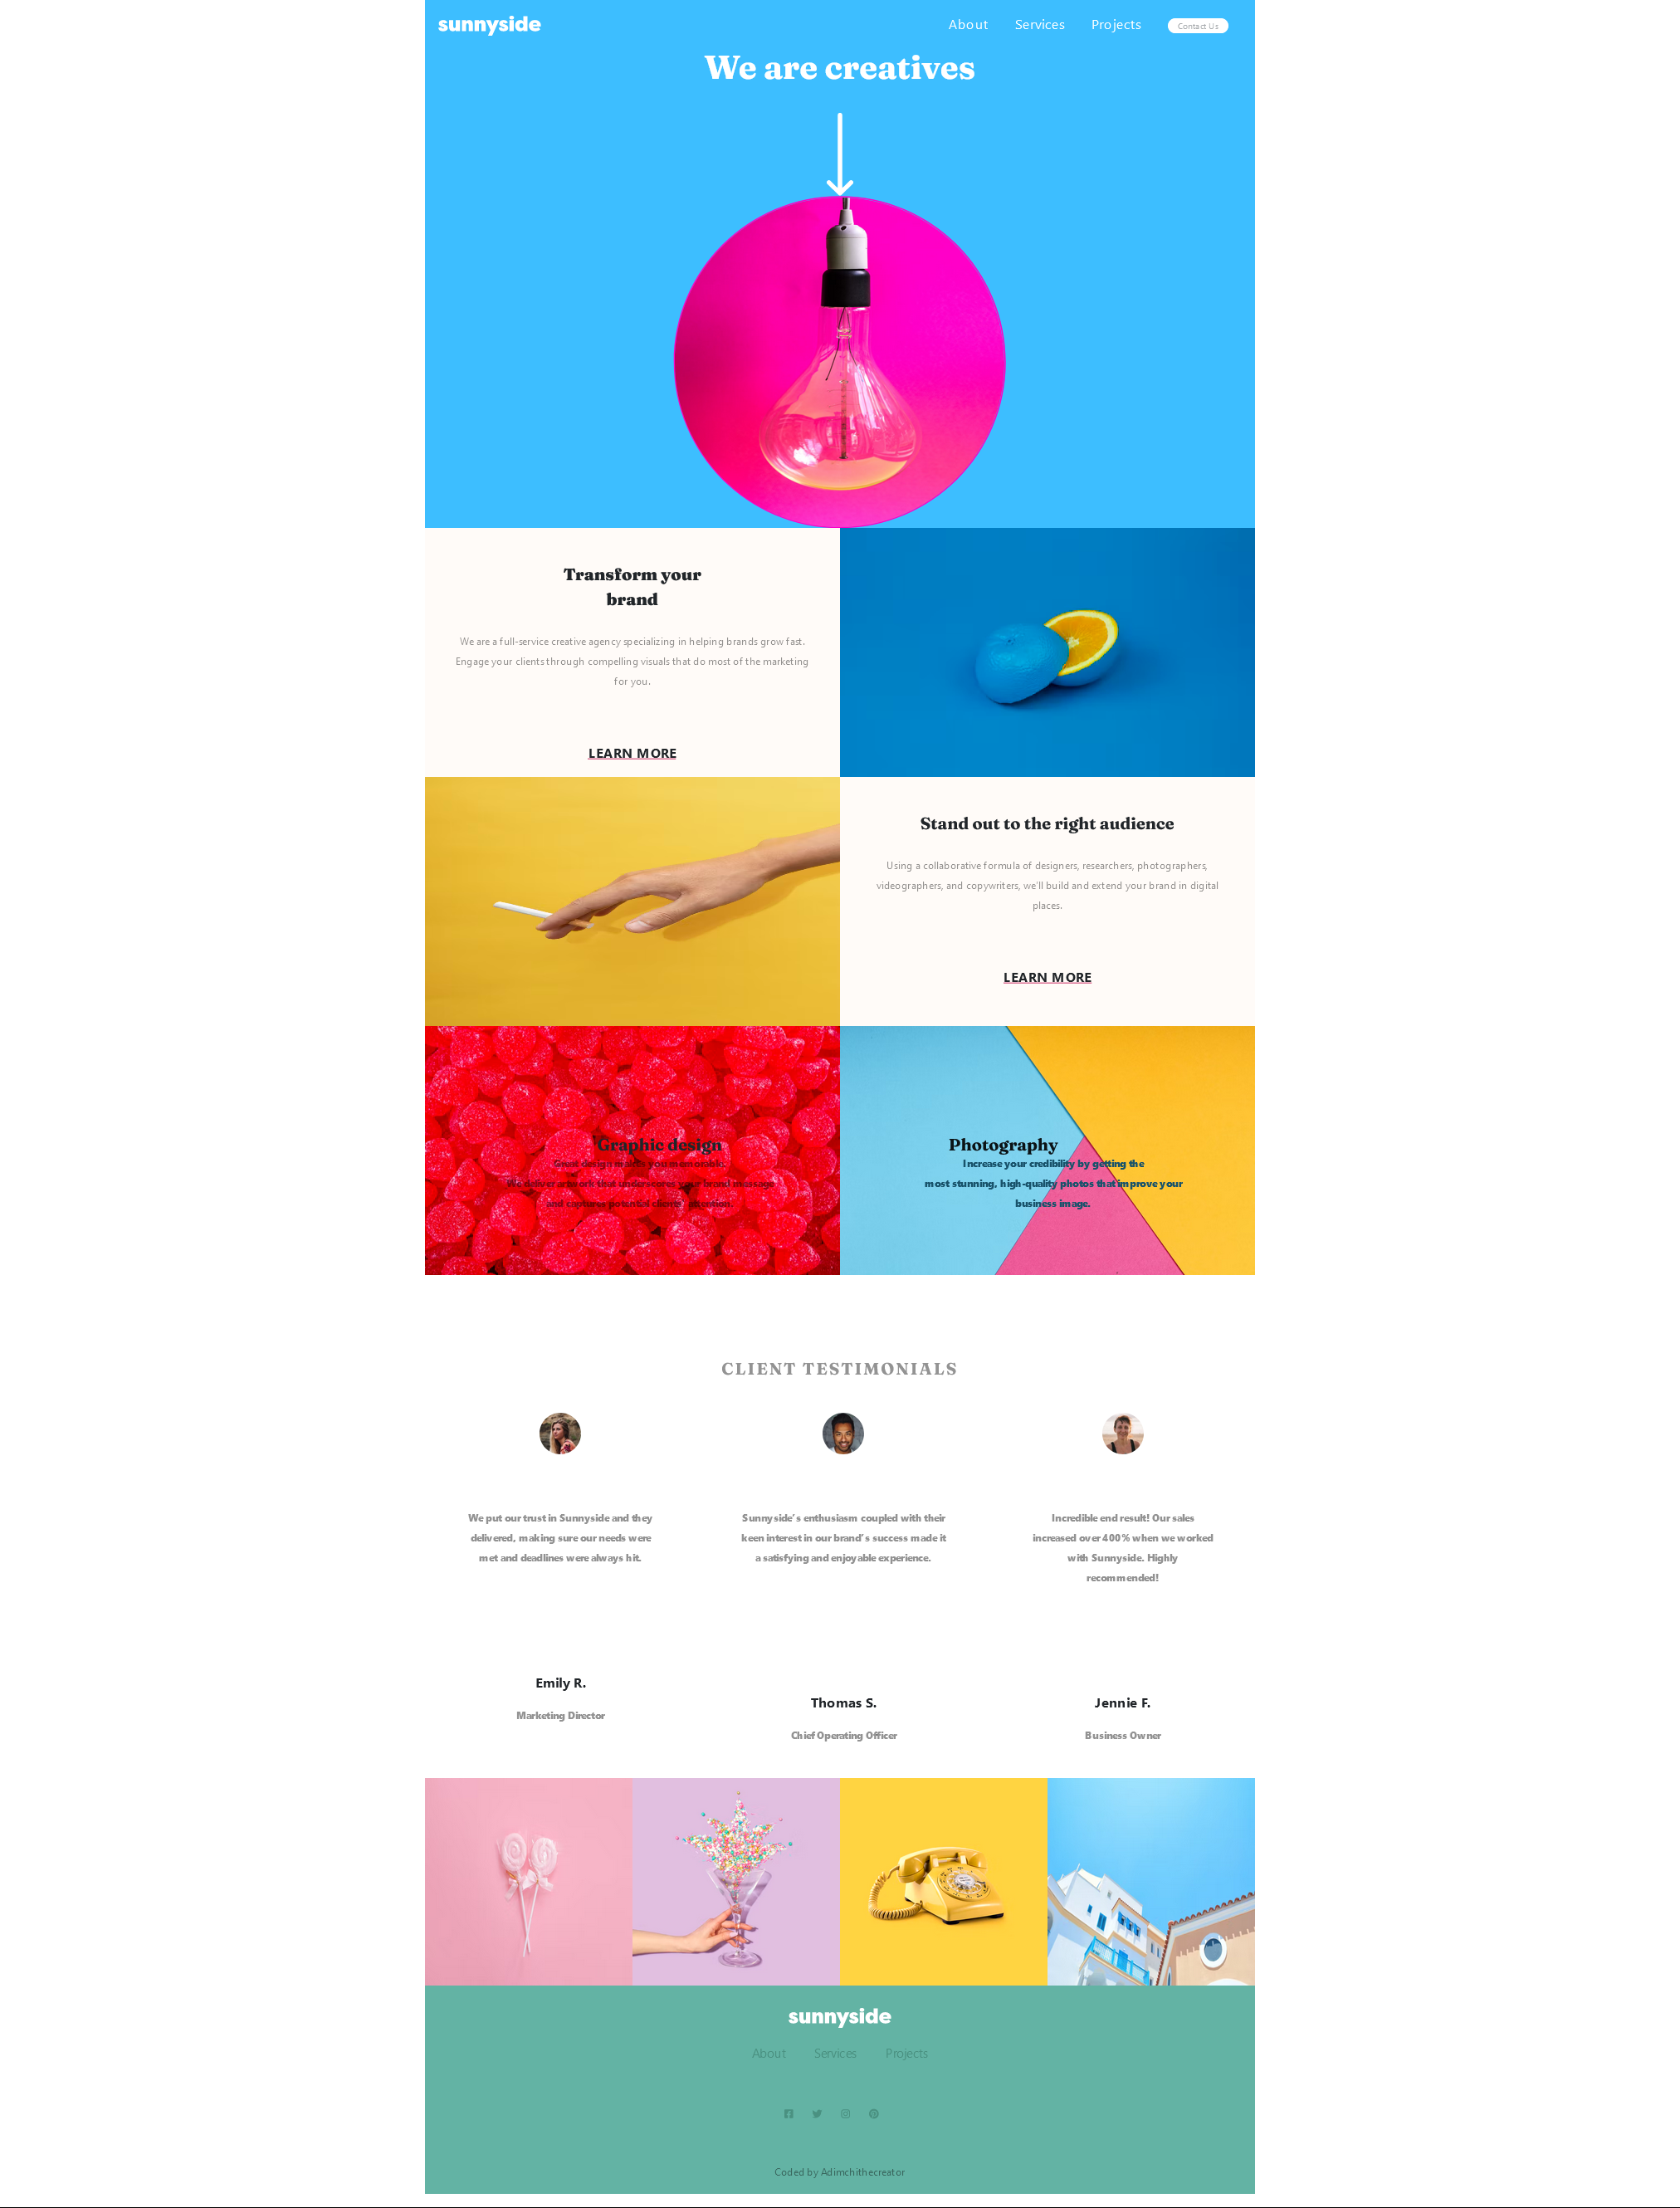 sunnyside
About Services Projects Contact Us
We are creatives
Transform your
brand
We are a full-service creative agency specializing in helping brands grow fast.
Engage your clients through compelling visuals that do most of the marketing
for you.
LEARN MORE
Stand out to the right audience
Using a collaborative formula of designers, researchers, photographers,
videographers, and copywriters, we'll build and extend your brand in digital
places.
LEARN MORE
Graphic design
Great design makes you memorable.
We deliver artwork that underscores your brand massage
and captures potential clients' attention.
Photography
Increase your credibility by getting the
most stunning, high-quality photos that improve your
business image.
CLIENT TESTIMONIALS
We put our trust in Sunnyside and they
delivered, making sure our needs were
met and deadlines were always hit.
Emily R.
Marketing Director
Sunnyside's enthusiasm coupled with their
keen interest in our brand's success made it
a satisfying and enjoyable experience.
Thomas S.
Chief Operating Officer
Incredible end result! Our sales
increased over 400% when we worked
with Sunnyside. Highly
recommended!
Jennie F.
Business Owner
sunnyside
About Services Projects
Coded by Adimchithecreator